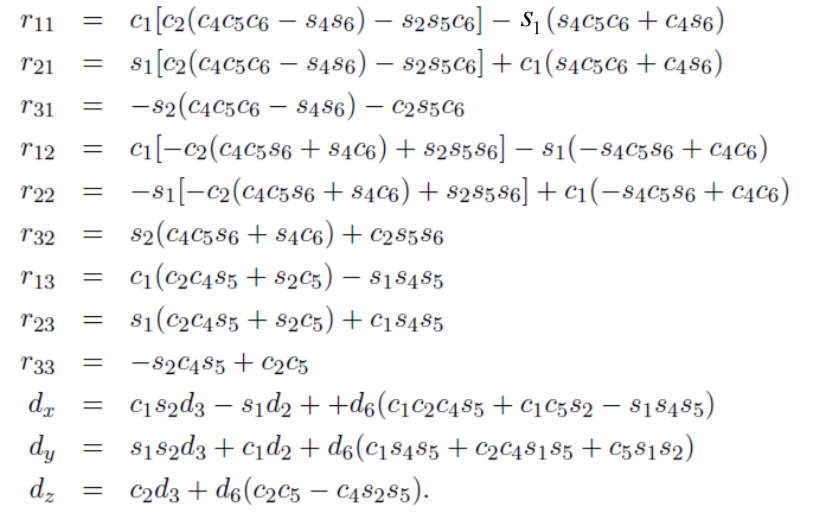 r₁₁ = c₁[c₂(c₄c₅c₆ − s₄s₆) − s₂s₅c₆] − s₁(s₄c₅c₆ + c₄s₆)
r₂₁ = s₁[c₂(c₄c₅c₆ − s₄s₆) − s₂s₅c₆] + c₁(s₄c₅c₆ + c₄s₆)
r₃₁ = −s₂(c₄c₅c₆ − s₄s₆) − c₂s₅c₆
r₁₂ = c₁[−c₂(c₄c₅s₆ + s₄c₆) + s₂s₅s₆] − s₁(−s₄c₅s₆ + c₄c₆)
r₂₂ = −s₁[−c₂(c₄c₅s₆ + s₄c₆) + s₂s₅s₆] + c₁(−s₄c₅s₆ + c₄c₆)
r₃₂ = s₂(c₄c₅s₆ + s₄c₆) + c₂s₅s₆
r₁₃ = c₁(c₂c₄s₅ + s₂c₅) − s₁s₄s₅
r₂₃ = s₁(c₂c₄s₅ + s₂c₅) + c₁s₄s₅
r₃₃ = −s₂c₄s₅ + c₂c₅
dₓ = c₁s₂d₃ − s₁d₂ + +d₆(c₁c₂c₄s₅ + c₁c₅s₂ − s₁s₄s₅)
d_y = s₁s₂d₃ + c₁d₂ + d₆(c₁s₄s₅ + c₂c₄s₁s₅ + c₅s₁s₂)
d_z = c₂d₃ + d₆(c₂c₅ − c₄s₂s₅).